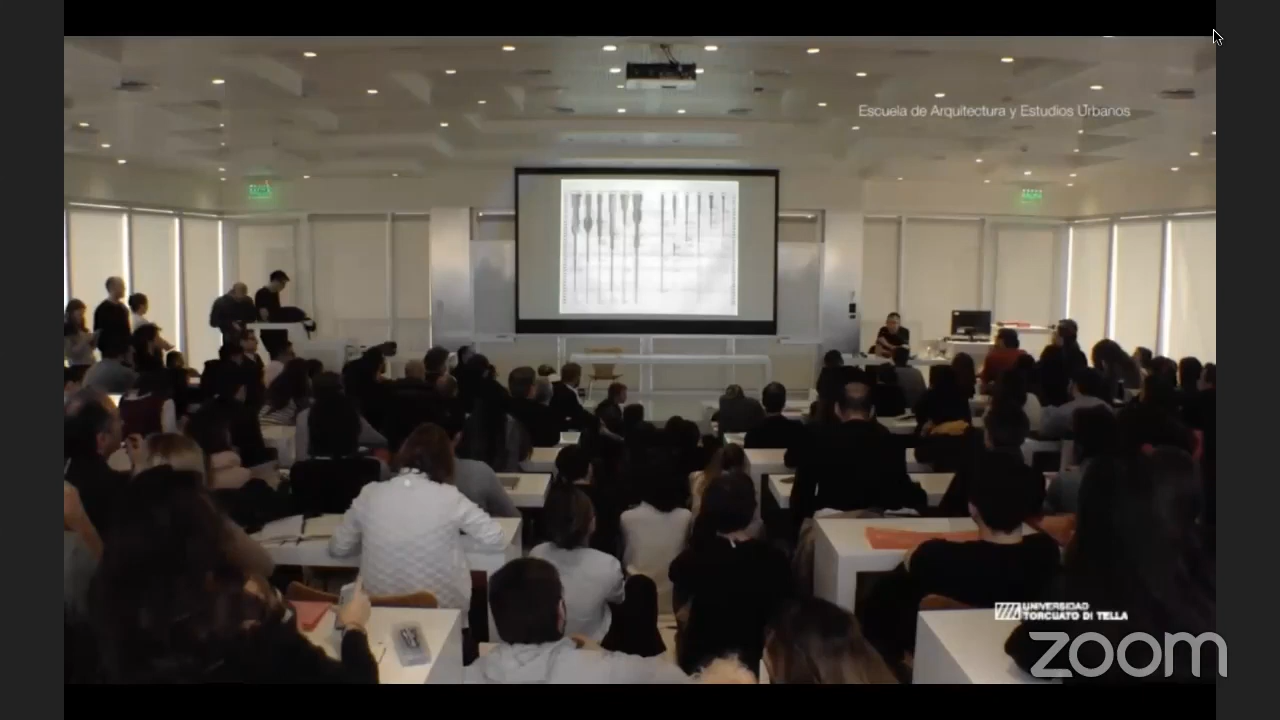 Escuela de Arquitectura y Estudios Urbanos
UNIVERSIDAD
TORCUATO DI TELLA
zoom